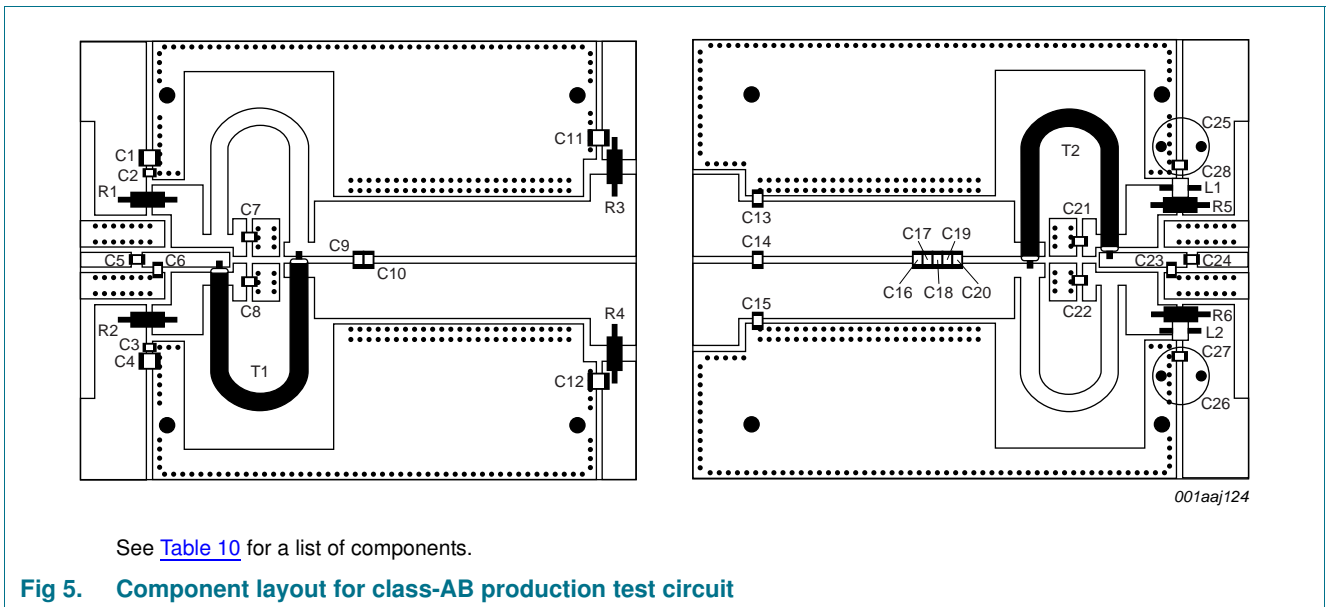 C1
C2
R1
C7
C11
R3
C5
C6
C9
C10
C8
R2
C3
C4
T1
R4
C12
C13
C14
C15
C17
C19
C16
C18
C20
T2
C25
C28
L1
R5
C21
C23
C24
C22
R6
L2
C27
C26
001aaj124
See Table 10 for a list of components.
Fig 5. Component layout for class-AB production test circuit